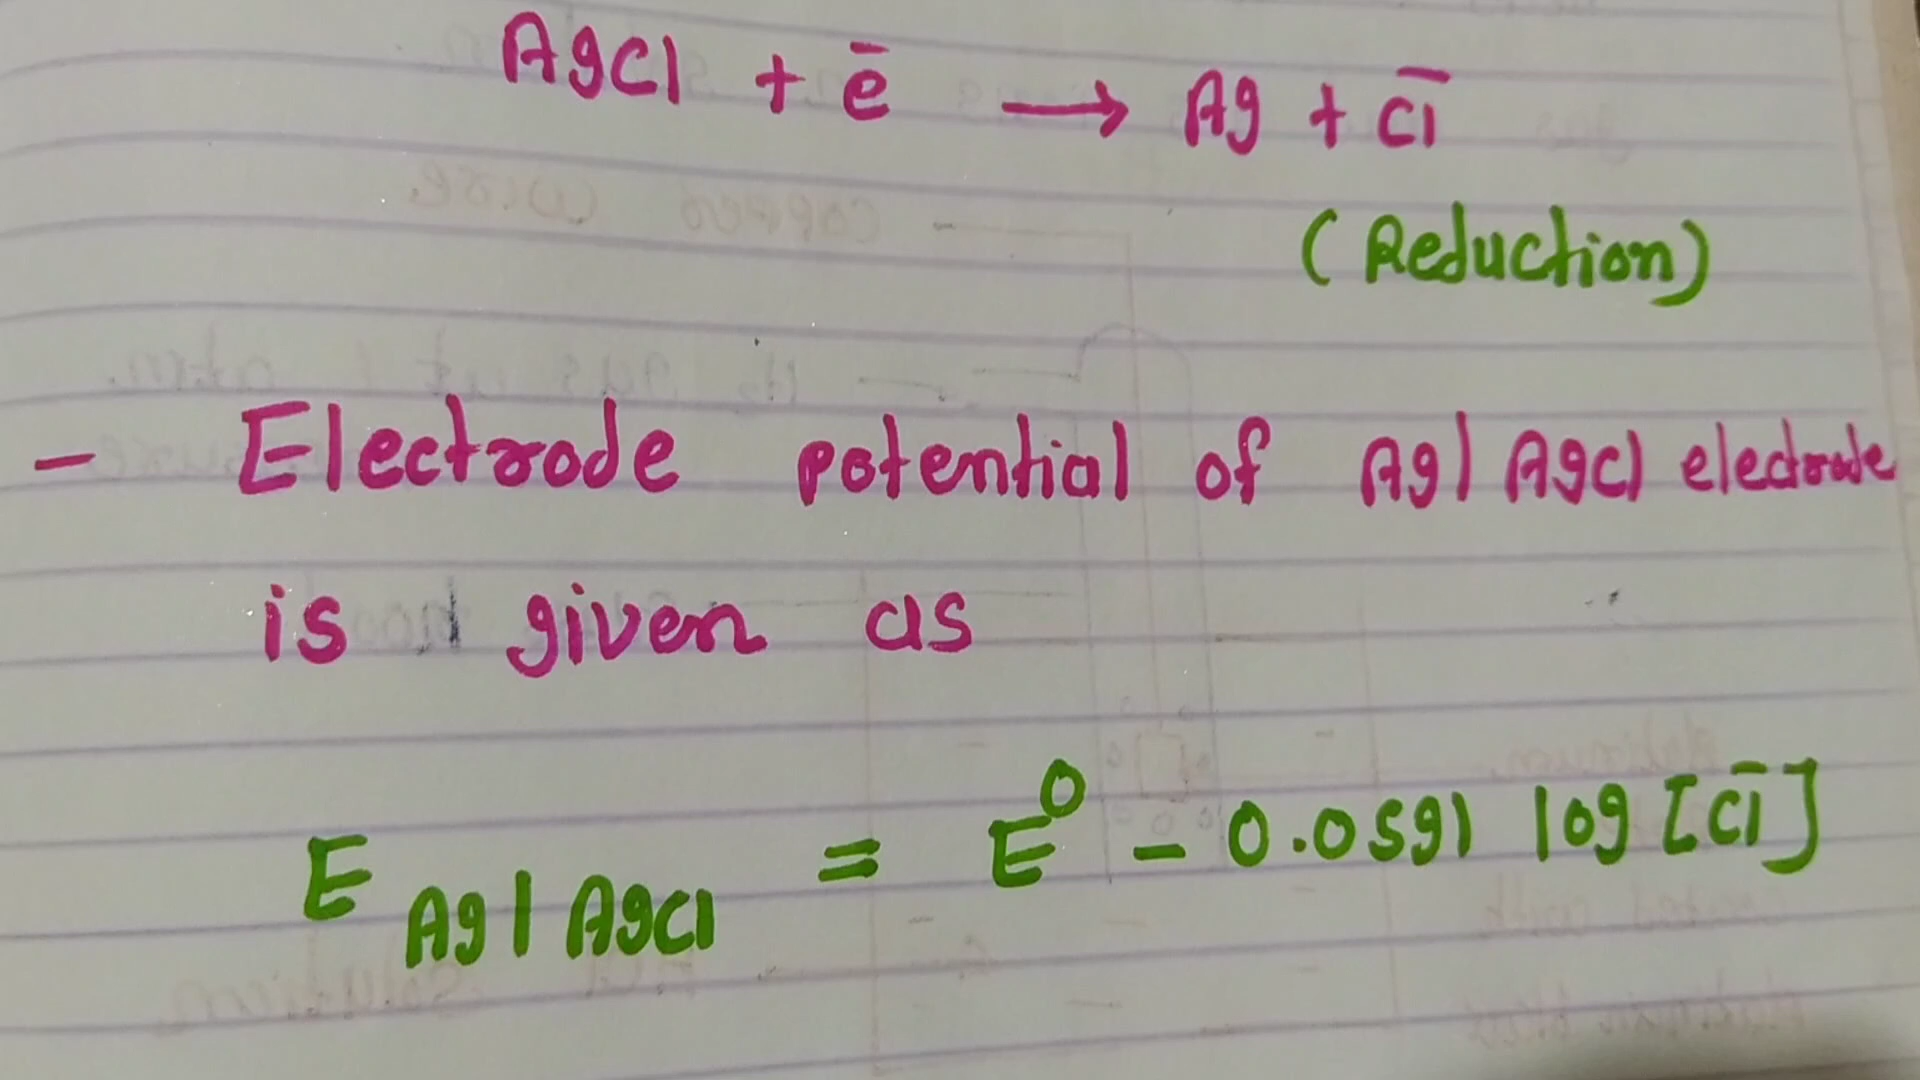 AgCl + e̅ → Ag + Cl̅
(Reduction)
- Electrode potential of Ag | AgCl electrode
is given as
E Ag | AgCl = E⁰ - 0.0591 log [Cl̅]